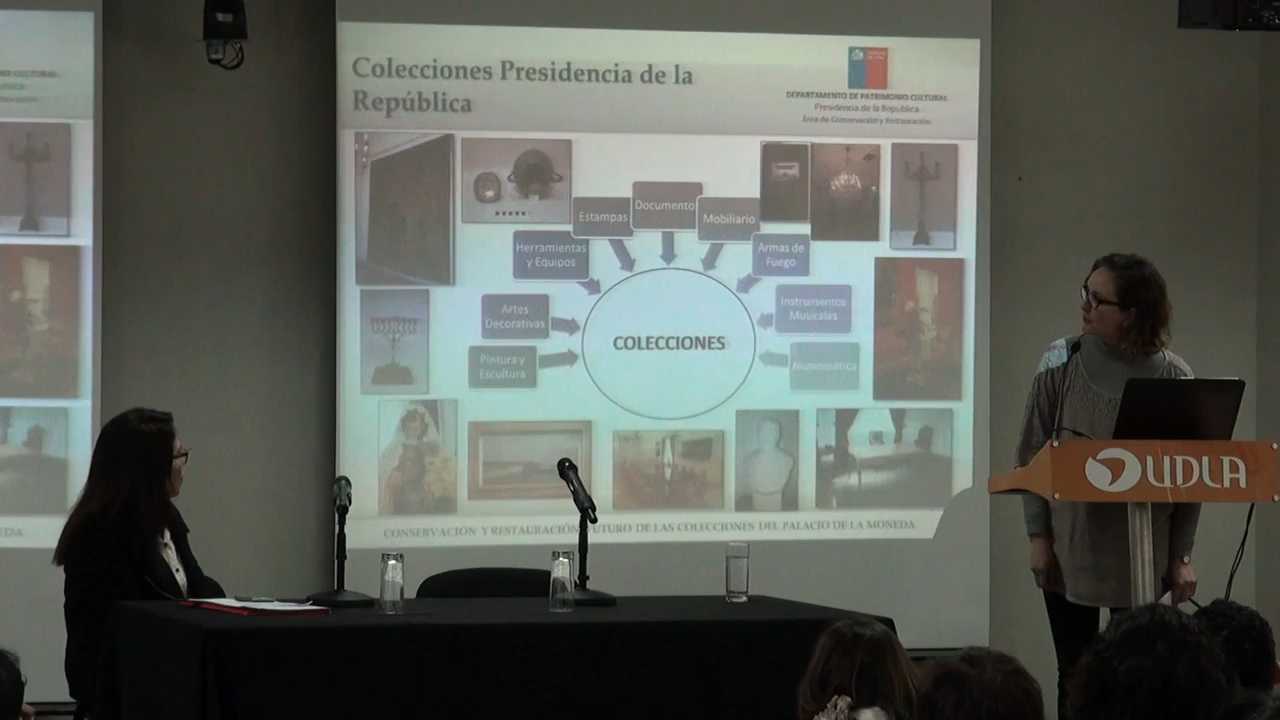 Colecciones Presidencia de la
República
DEPARTAMENTO DE PATRIMONIO CULTURAL
Presidencia de la República
Área de Conservación y Restauración
Estampas
Documento
Mobiliario
Herramientas
y Equipos
Armas de
Fuego
Artes
Decorativas
Instrumentos
Musicales
Pintura y
Escultura
Numismática
COLECCIONES
CONSERVACIÓN Y RESTAURACIÓN FUTURO DE LAS COLECCIONES DEL PALACIO DE LA MONEDA
UDLA